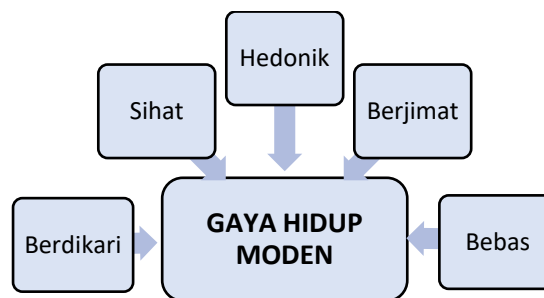 Hedonik
Sihat
Berjimat
Berdikari
GAYA HIDUP
MODEN
Bebas